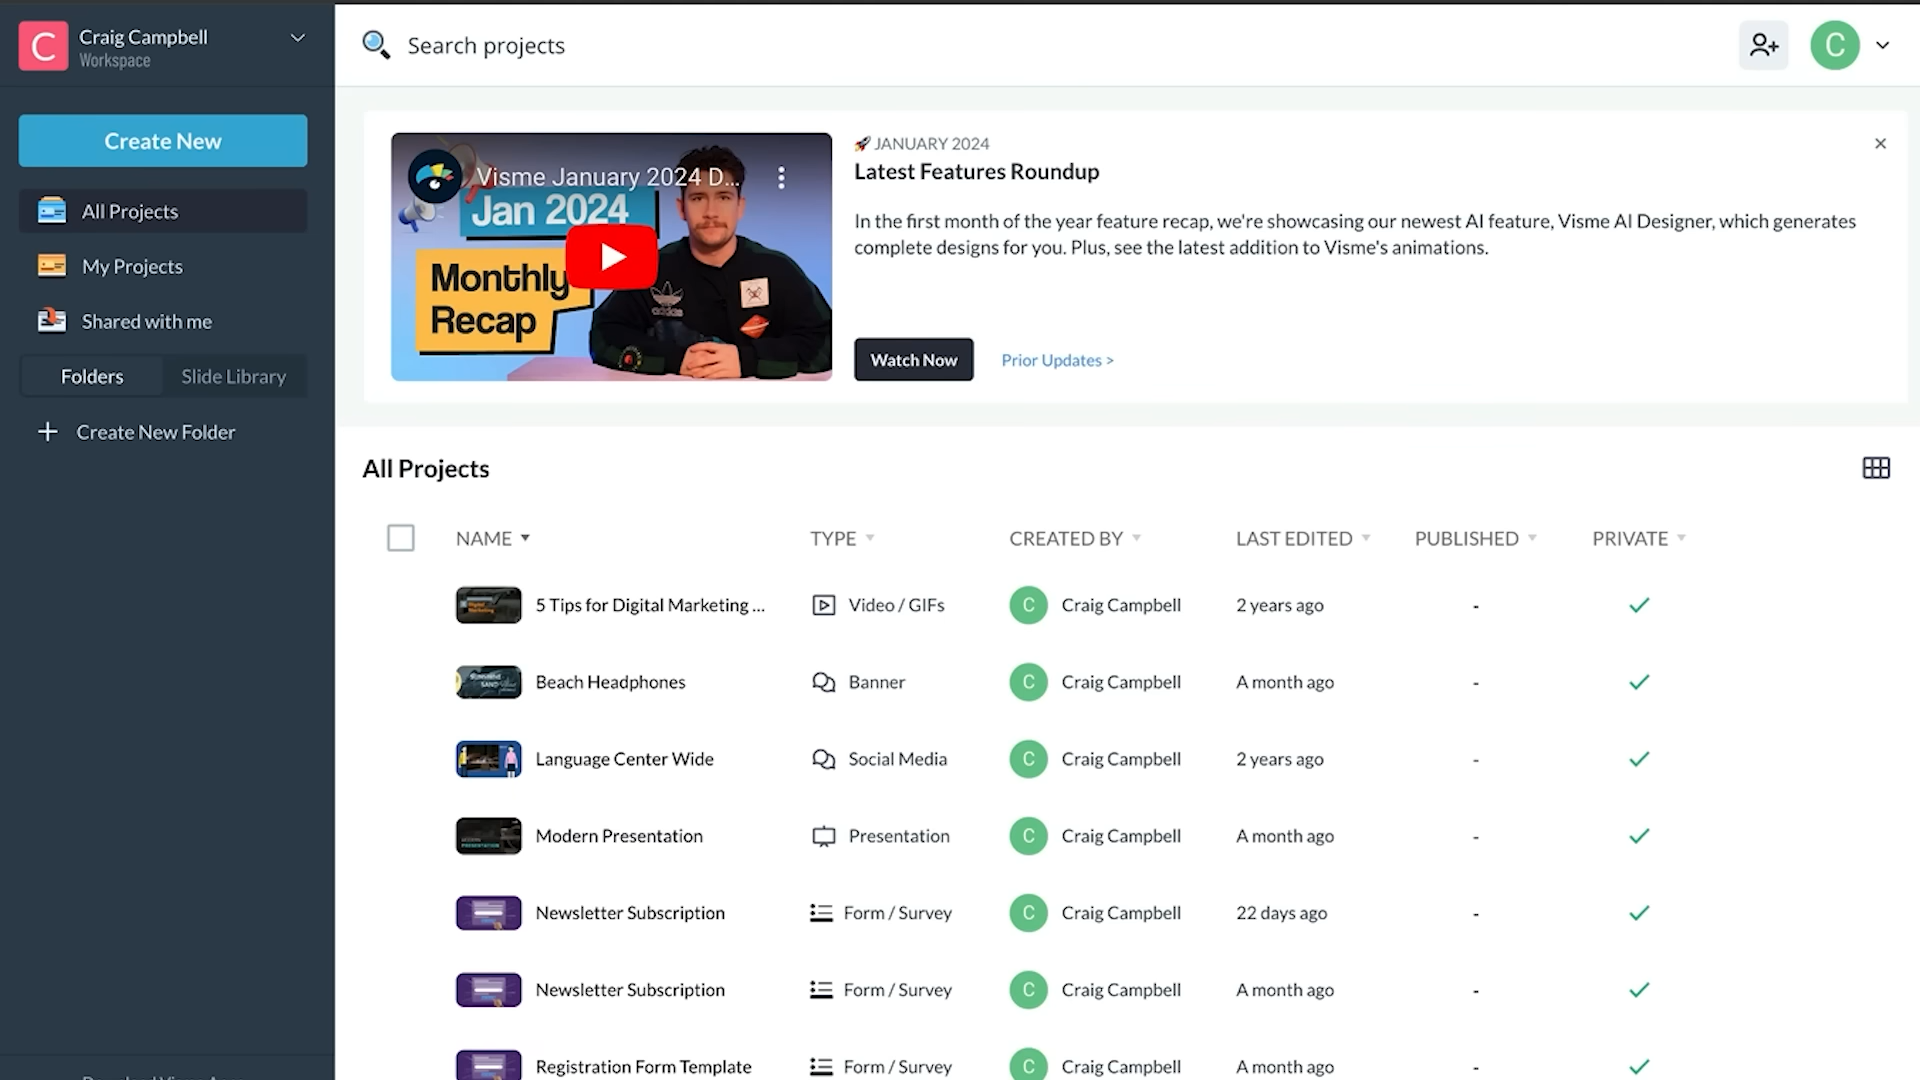 C
Craig Campbell
Workspace
Search projects
C
Create New
All Projects
My Projects
Shared with me
Folders
Slide Library
Create New Folder
Visme January 2024 D...
Jan 2024
Monthly
Recap
JANUARY 2024
Latest Features Roundup
In the first month of the year feature recap, we're showcasing our newest AI feature, Visme AI Designer, which generates
complete designs for you. Plus, see the latest addition to Visme's animations.
Watch Now
Prior Updates >
All Projects
NAME TYPE CREATED BY LAST EDITED PUBLISHED PRIVATE
5 Tips for Digital Marketing ... Video / GIFs C Craig Campbell 2 years ago -
Beach Headphones Banner C Craig Campbell A month ago -
Language Center Wide Social Media C Craig Campbell 2 years ago -
Modern Presentation Presentation C Craig Campbell A month ago -
Newsletter Subscription Form / Survey C Craig Campbell 22 days ago -
Newsletter Subscription Form / Survey C Craig Campbell A month ago -
Registration Form Template Form / Survey C Craig Campbell A month ago -